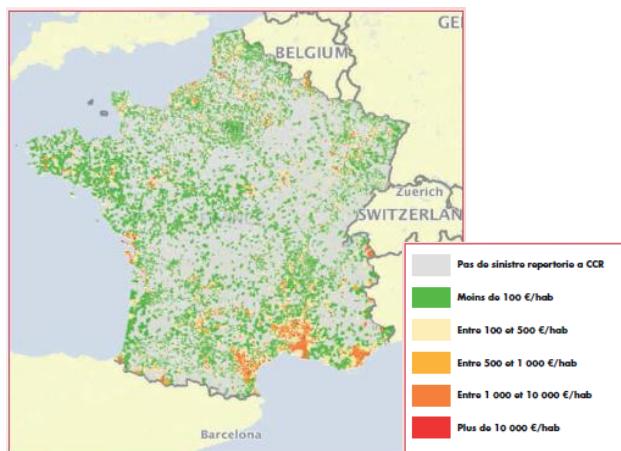 GE
BELGIUM
Zuerich
SWITZERLAN
Barcelona
Pas de sinistre repertorie a CCR
Moins de 100 €/hab
Entre 100 et 500 €/hab
Entre 500 et 1 000 €/hab
Entre 1 000 et 10 000 €/hab
Plus de 10 000 €/hab